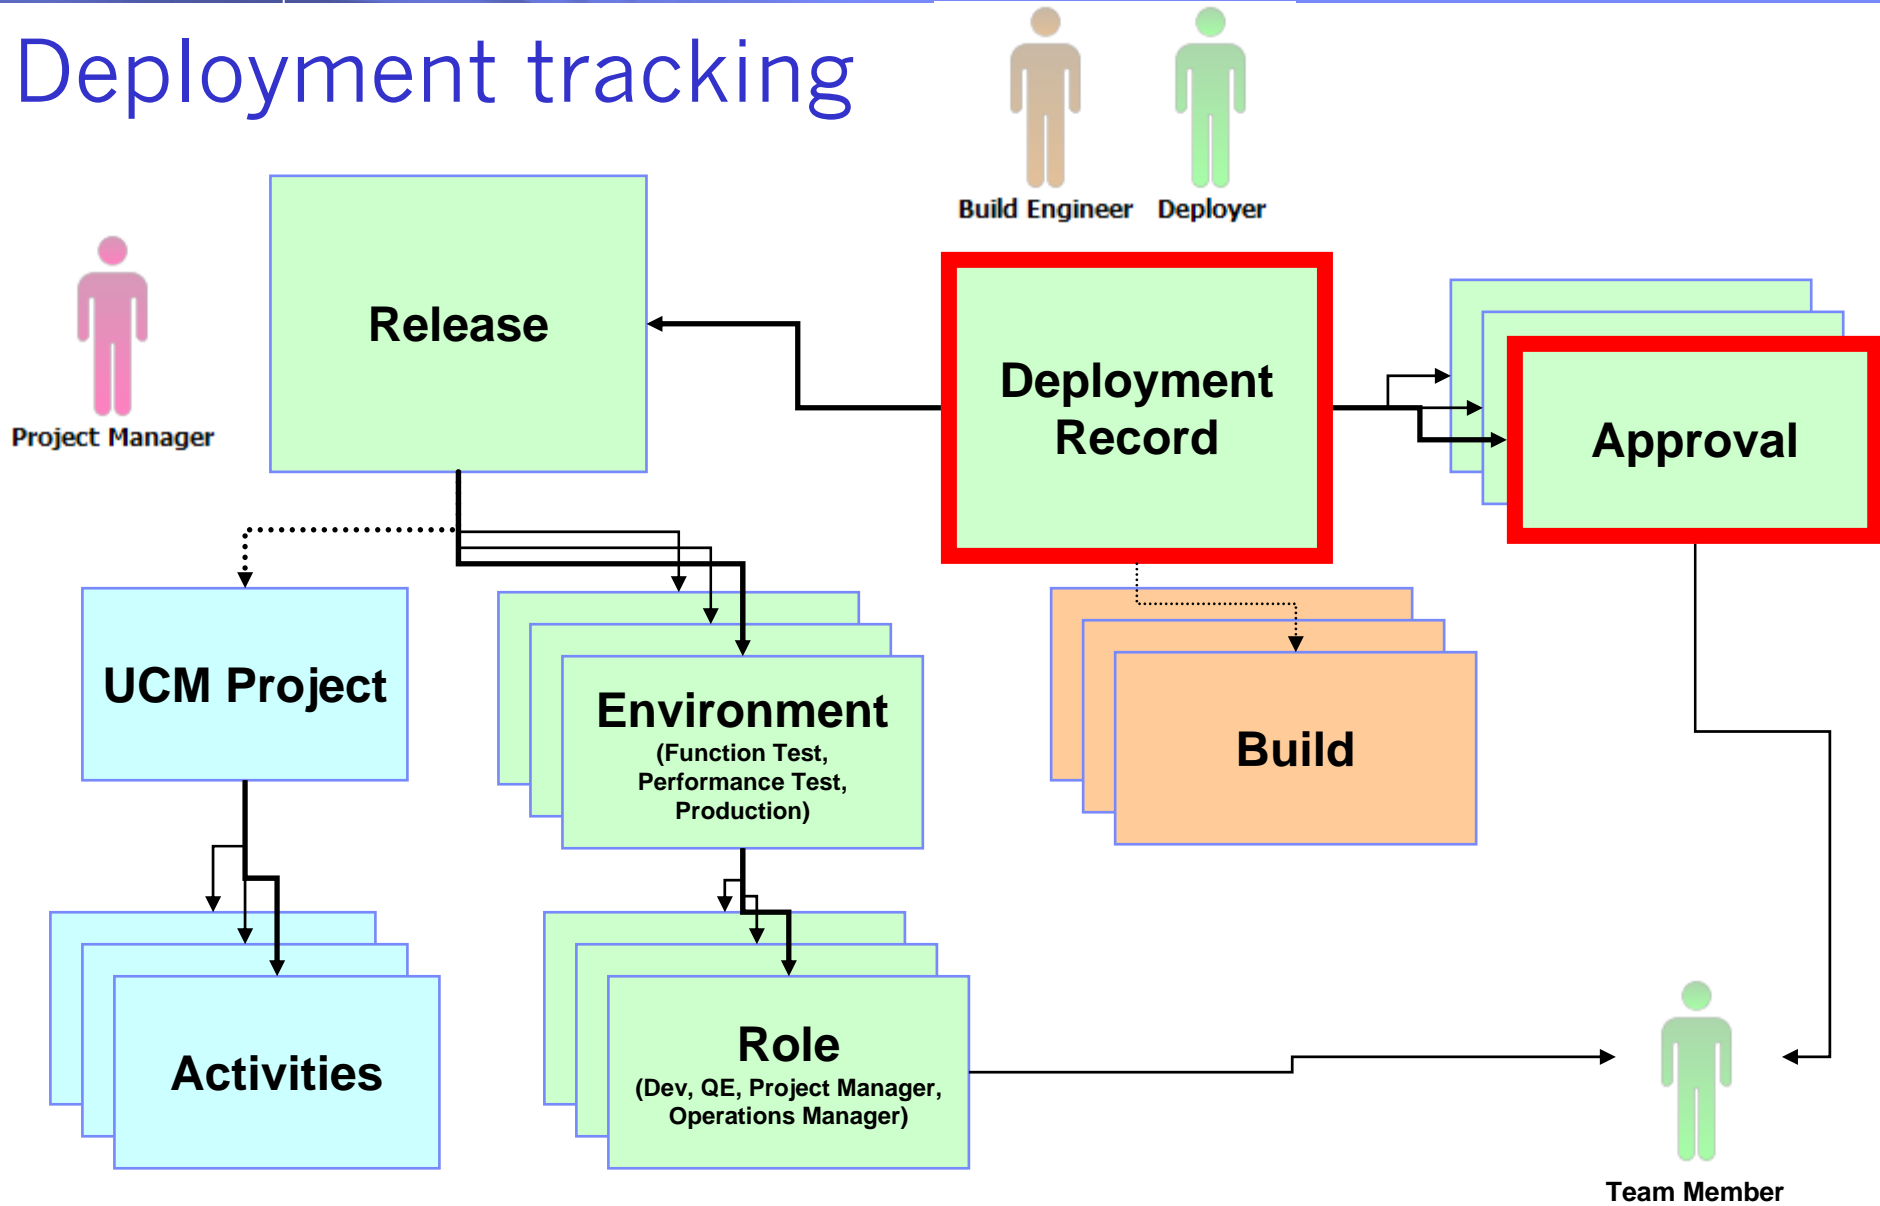 Deployment tracking
Build Engineer
Deployer
Project Manager
Release
Deployment
Record
Approval
UCM Project
Environment
(Function Test,
Performance Test,
Production)
Build
Activities
Role
(Dev, QE, Project Manager,
Operations Manager)
Team Member